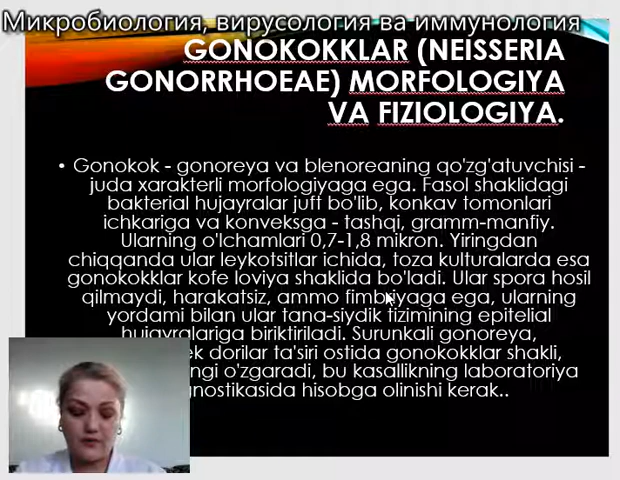 Микробиология, вирусология ва иммунология
GONOKOKKLAR (NEISSERIA
GONORRHOEAE) MORFOLOGIYA
VA FIZIOLOGIYA.
• Gonokok - gonoreya va blenoreaning qo'zg'atuvchisi -
juda xarakterli morfologiyaga ega. Fasol shaklidagi
bakterial hujayralar juft bo'lib, konkav tomonlari
ichkariga va konveksga - tashqi, gramm-manfiy.
Ularning o'lchamlari 0,7-1,8 mikron. Yiringdan
chiqqanda ular leykotsitlar ichida, toza kulturalarda esa
gonokokklar kofe loviya shaklida bo'ladi. Ular spora hosil
qilmaydi, harakatsiz, ammo fimbriyaga ega, ularning
yordami bilan ular tana-siydik tizimining epitelial
hujayralariga biriktiriladi. Surunkali gonoreya,
dorilar ta'siri ostida gonokokklar shakli,
o'zgaradi, bu kasallikning laboratoriya
hisobga olinishi kerak..